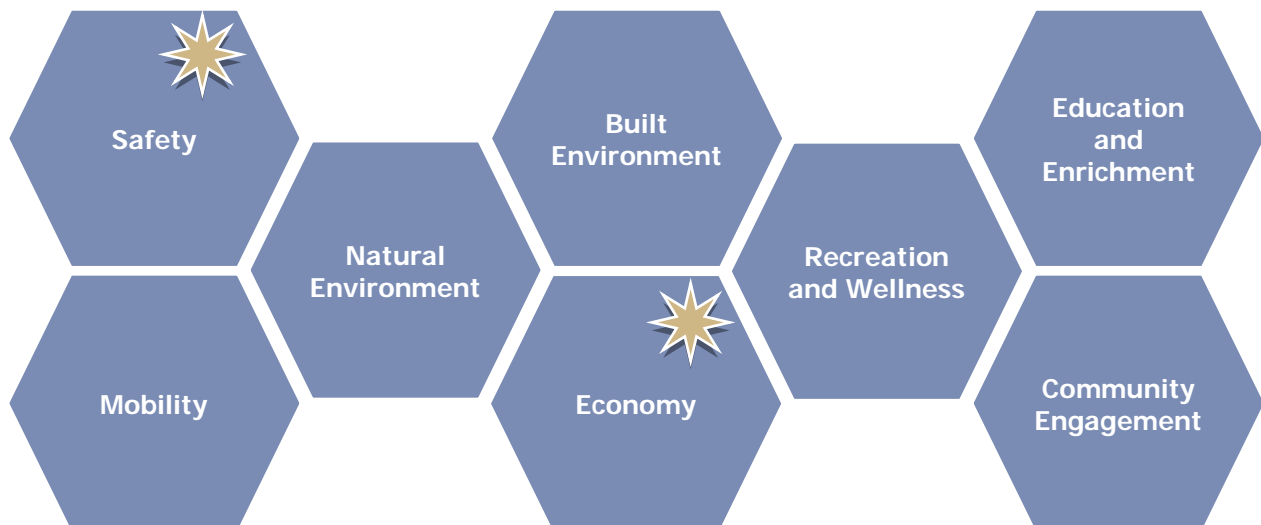 Safety
Built
Environment
Education
and
Enrichment
Natural
Environment
Recreation
and Wellness
Mobility
Economy
Community
Engagement